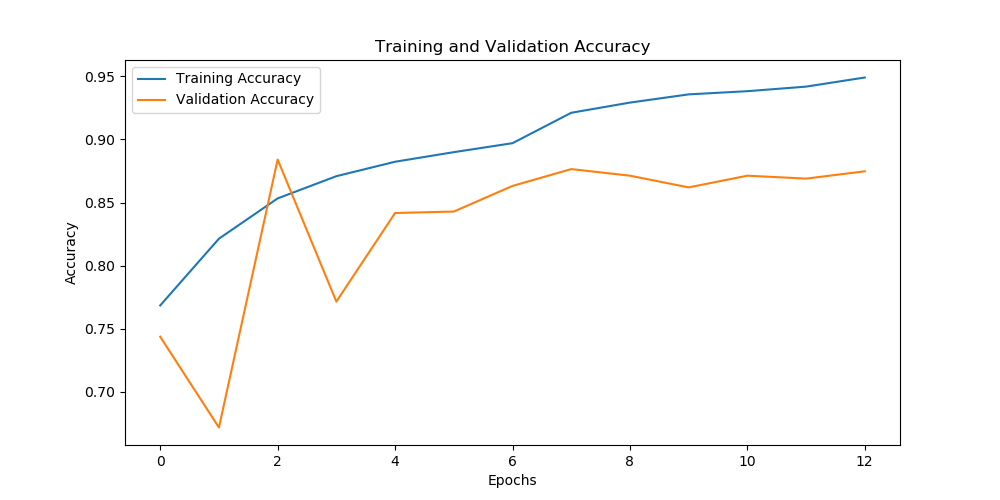 Training and Validation Accuracy
Training Accuracy
Validation Accuracy
0.95
0.90
0.85
0.80
0.75
0.70
Accuracy
0 2 4 6 8 10 12
Epochs